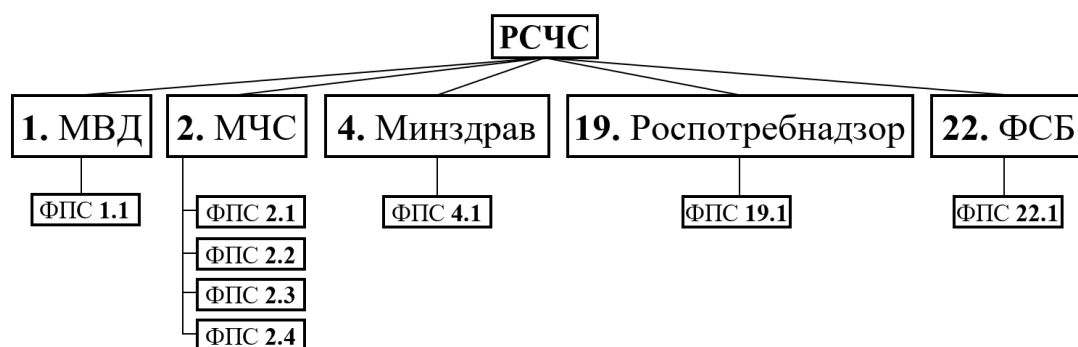 РСЧС
1. МВД
2. МЧС
4. Минздрав
19. Роспотребнадзор
22. ФСБ
ФПС 1.1
ФПС 2.1
ФПС 4.1
ФПС 19.1
ФПС 22.1
ФПС 2.2
ФПС 2.3
ФПС 2.4